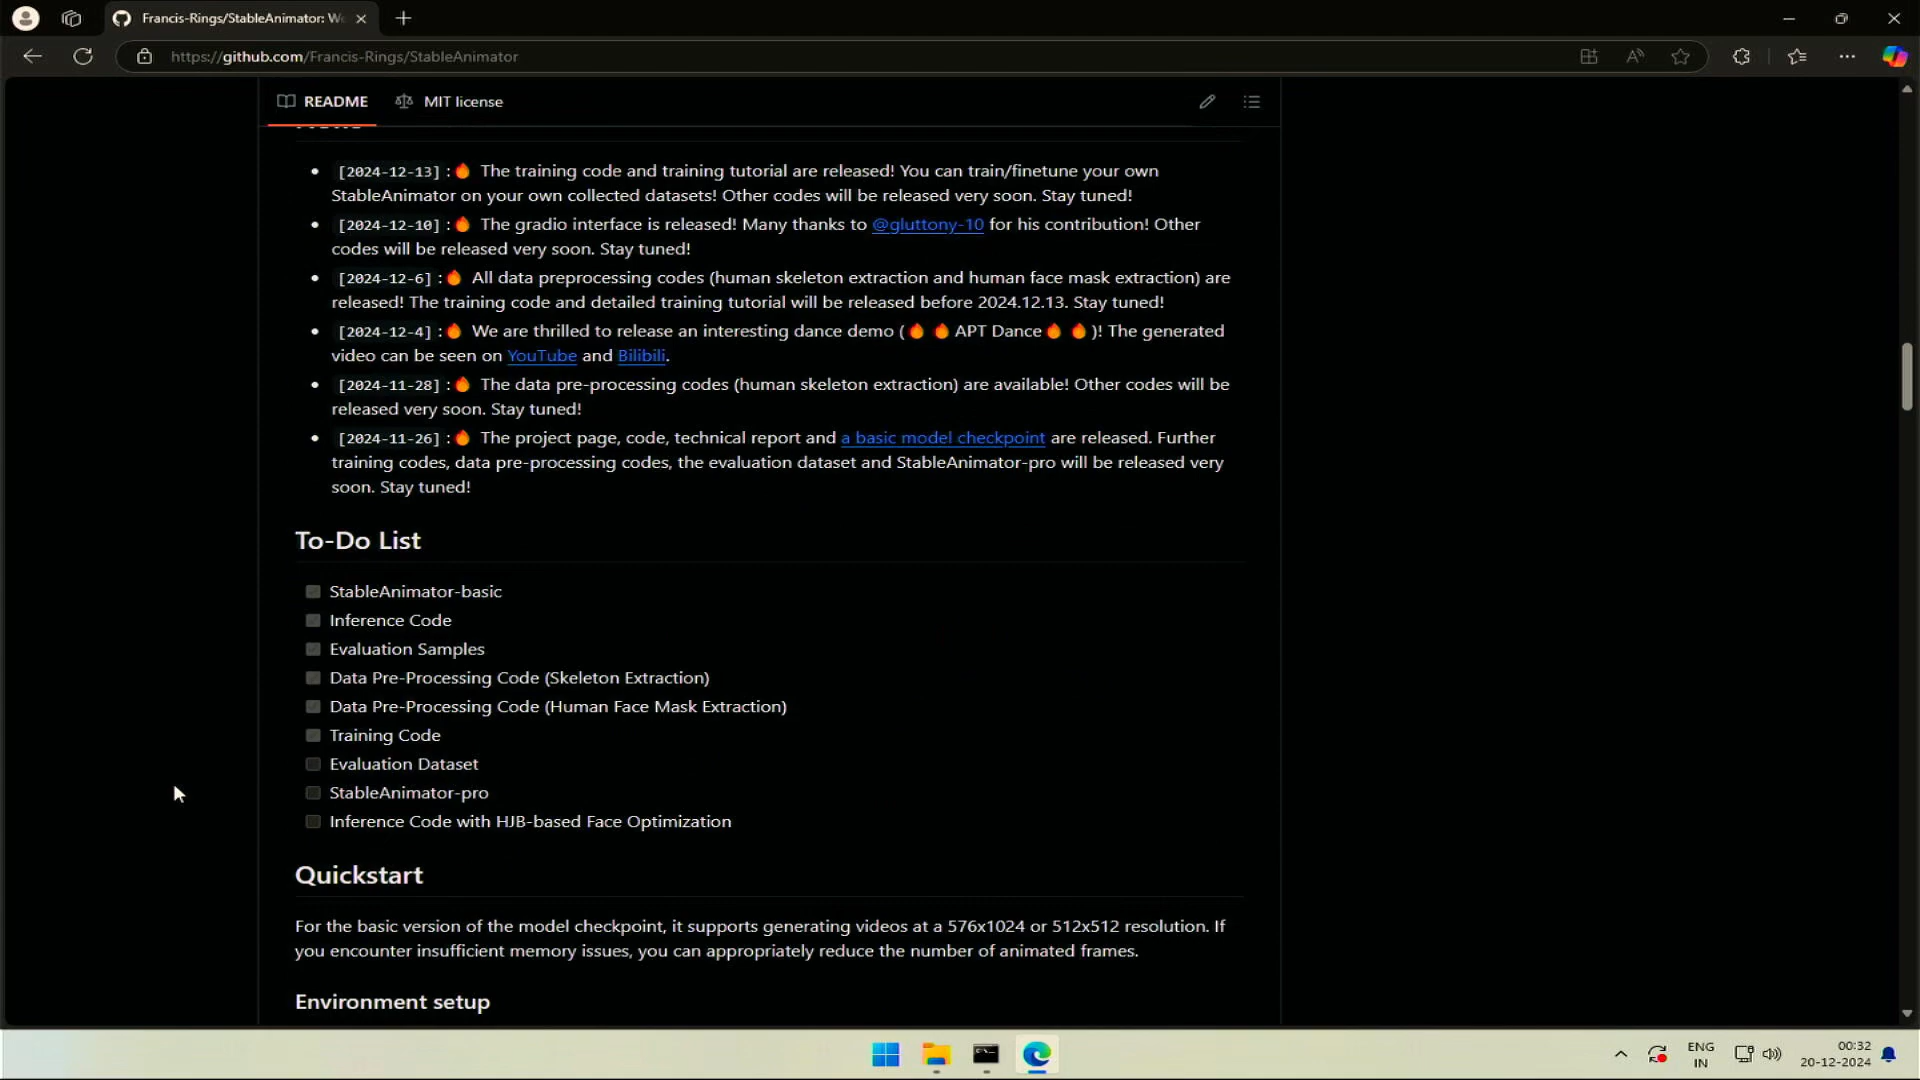 Francis-Rings/StableAnimator: We
https://github.com/Francis-Rings/StableAnimator
README
MIT license
[2024-12-13] :🔥 The training code and training tutorial are released! You can train/finetune your own
StableAnimator on your own collected datasets! Other codes will be released very soon. Stay tuned!
[2024-12-10] :🔥 The gradio interface is released! Many thanks to @gluttony-10 for his contribution! Other
codes will be released very soon. Stay tuned!
[2024-12-6] :🔥 All data preprocessing codes (human skeleton extraction and human face mask extraction) are
released! The training code and detailed training tutorial will be released before 2024.12.13. Stay tuned!
[2024-12-4] :🔥 We are thrilled to release an interesting dance demo (🔥🔥APT Dance🔥🔥)! The generated
video can be seen on YouTube and Bilibili.
[2024-11-28] :🔥 The data pre-processing codes (human skeleton extraction) are available! Other codes will be
released very soon. Stay tuned!
[2024-11-26] :🔥 The project page, code, technical report and a basic model checkpoint are released. Further
training codes, data pre-processing codes, the evaluation dataset and StableAnimator-pro will be released very
soon. Stay tuned!
To-Do List
StableAnimator-basic
Inference Code
Evaluation Samples
Data Pre-Processing Code (Skeleton Extraction)
Data Pre-Processing Code (Human Face Mask Extraction)
Training Code
Evaluation Dataset
StableAnimator-pro
Inference Code with HJB-based Face Optimization
Quickstart
For the basic version of the model checkpoint, it supports generating videos at a 576x1024 or 512x512 resolution. If
you encounter insufficient memory issues, you can appropriately reduce the number of animated frames.
Environment setup
ENG
IN
00:32
20-12-2024